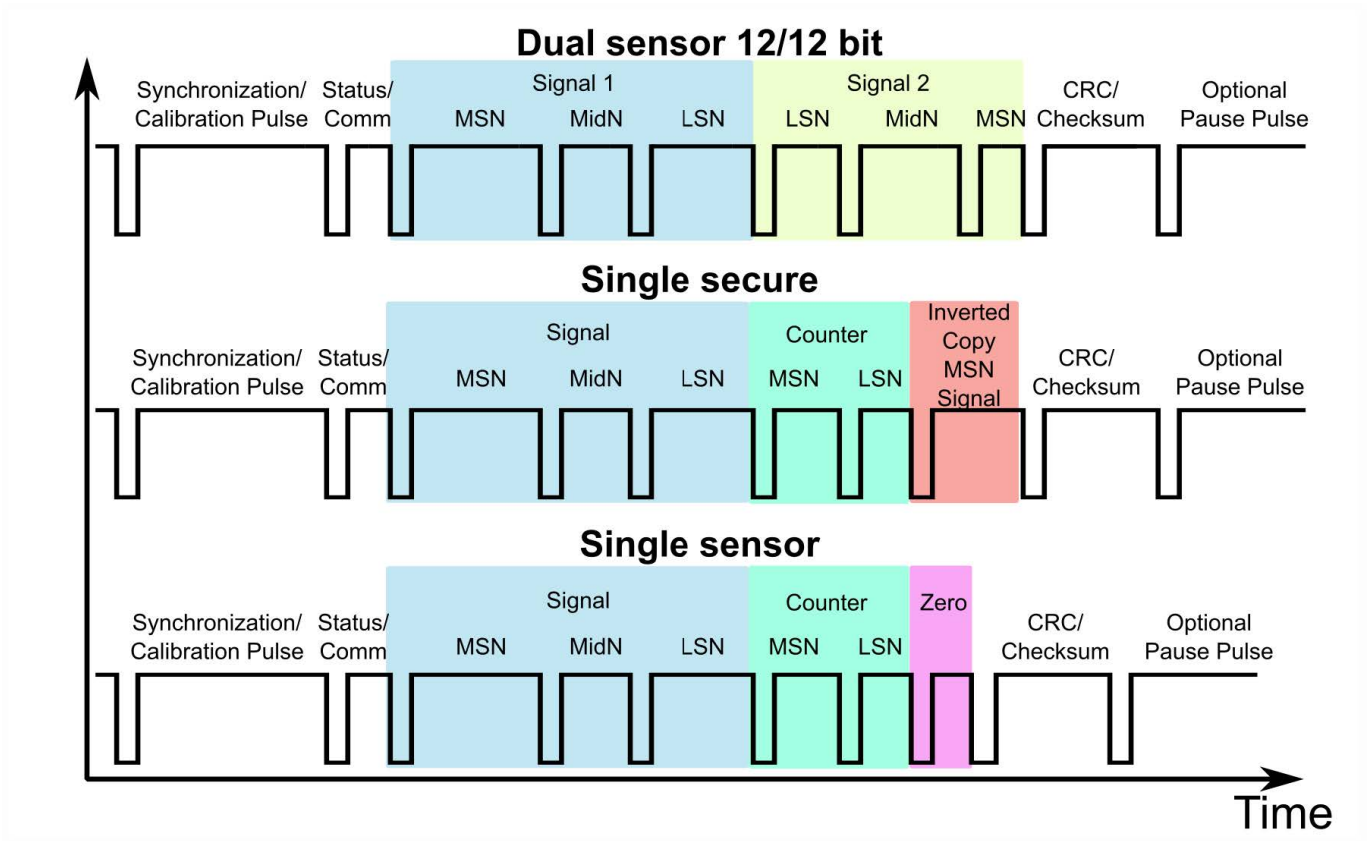 Dual sensor 12/12 bit
Signal 1
Signal 2
Synchronization/
Calibration Pulse
Status/
Comm
MSN
MidN
LSN
LSN
MidN
MSN
CRC/
Checksum
Optional
Pause Pulse
Single secure
Signal
Counter
Inverted
Copy
MSN
Signal
Synchronization/
Calibration Pulse
Status/
Comm
MSN
MidN
LSN
MSN
LSN
CRC/
Checksum
Optional
Pause Pulse
Single sensor
Signal
Counter
Zero
Synchronization/
Calibration Pulse
Status/
Comm
MSN
MidN
LSN
MSN
LSN
CRC/
Checksum
Optional
Pause Pulse
Time